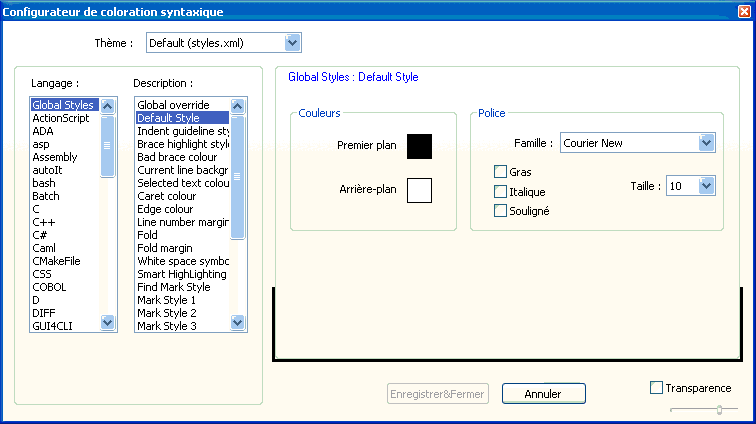 Configurateur de coloration syntaxique
Thème : Default (styles.xml)
Langage :
Global Styles
ActionScript
ADA
asp
Assembly
autoIt
bash
Batch
C
C++
C#
Caml
CMakeFile
CSS
COBOL
D
DIFF
GUI4CLI
Description :
Global override
Default Style
Indent guideline sty
Brace highlight style
Bad brace colour
Current line backgr
Selected text colou
Caret colour
Edge colour
Line number margin
Fold
Fold margin
White space symbo
Smart HighLighting
Find Mark Style
Mark Style 1
Mark Style 2
Mark Style 3
Global Styles : Default Style
Couleurs
Premier plan
Arrière-plan
Police
Famille : Courier New
Gras
Italique
Souligné
Taille : 10
Enregistrer&Fermer
Annuler
Transparence